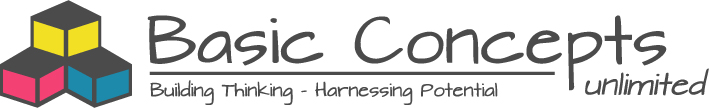 Basic Concepts
Building Thinking - Harnessing Potential
unlimited